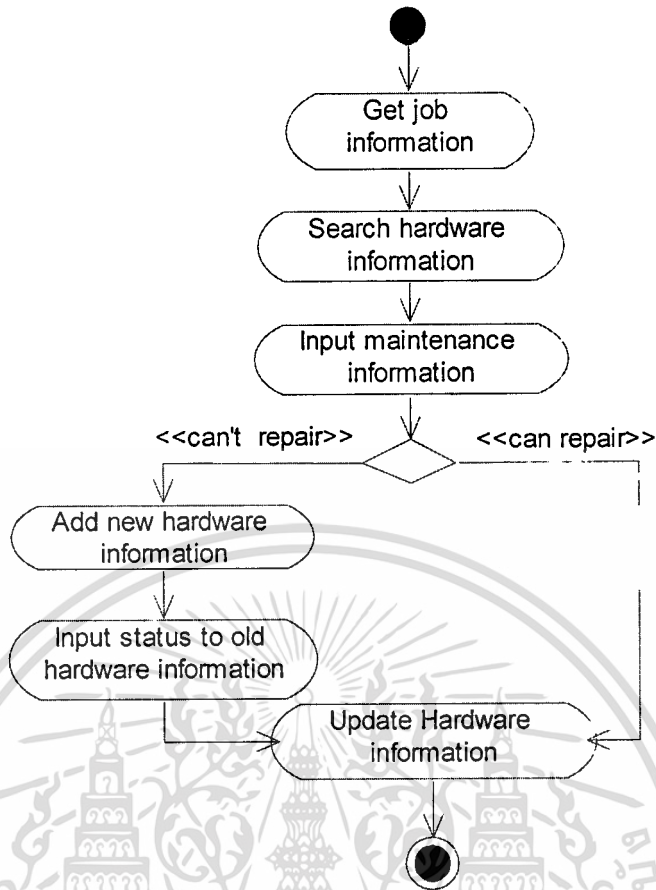 Get job
information
Search hardware
information
Input maintenance
information
<<can't repair>>
<<can repair>>
Add new hardware
information
Input status to old
hardware information
Update Hardware
information